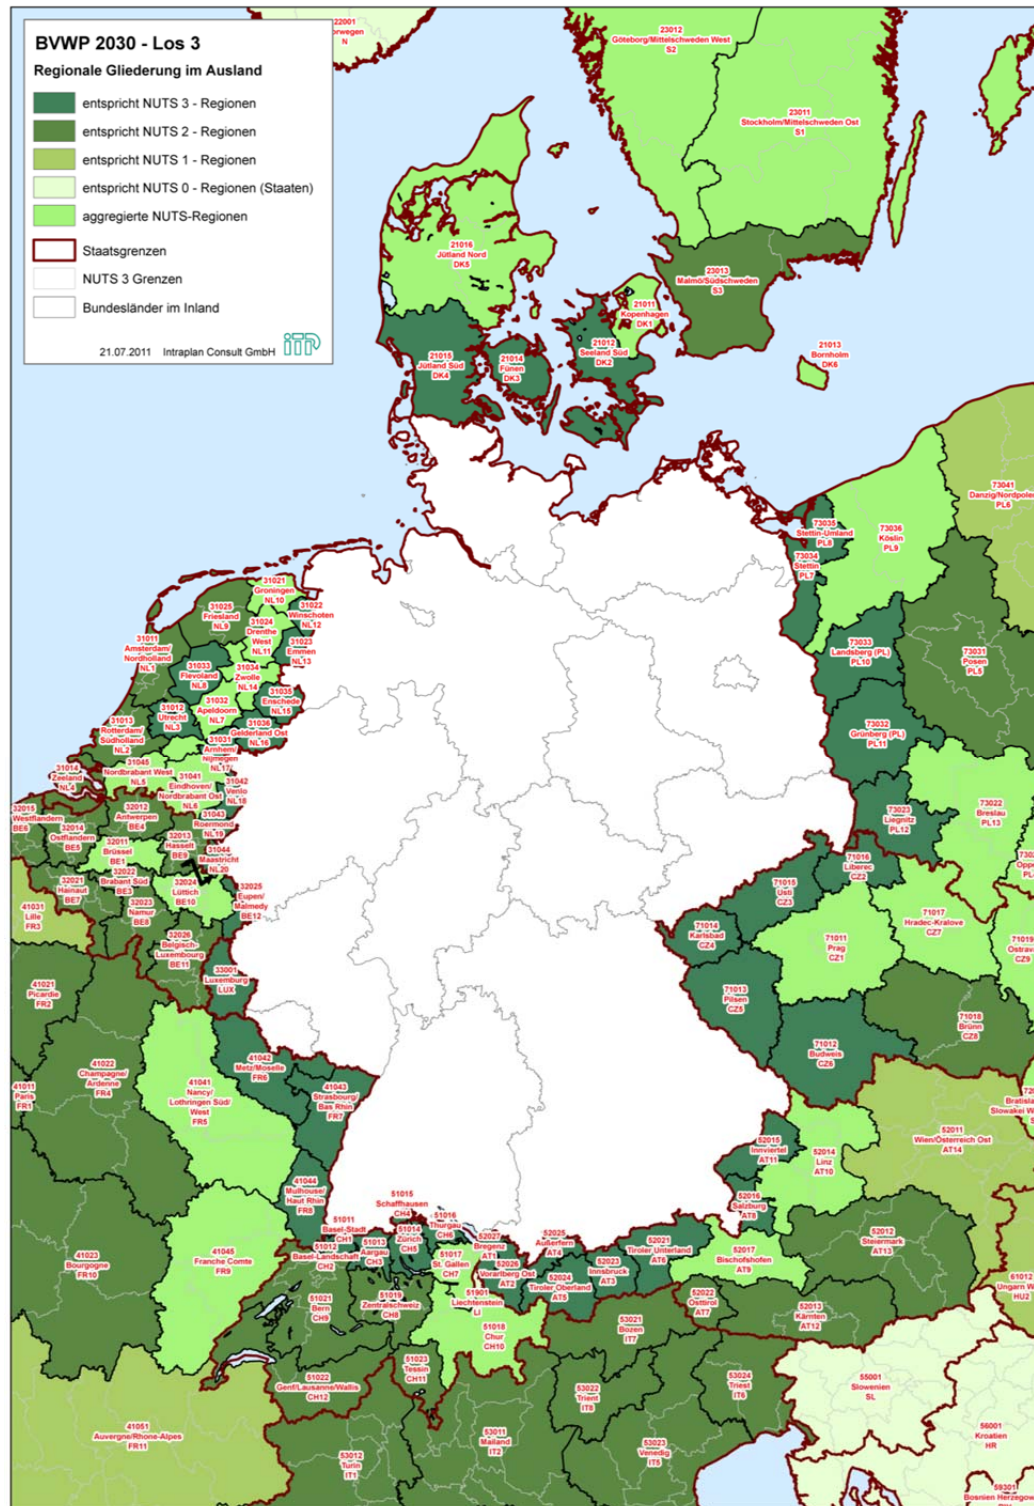 BVWP 2030 - Los 3
Regionale Gliederung im Ausland
entspricht NUTS 3 - Regionen
entspricht NUTS 2 - Regionen
entspricht NUTS 1 - Regionen
entspricht NUTS 0 - Regionen (Staaten)
aggregierte NUTS-Regionen
Staatsgrenzen
NUTS 3 Grenzen
Bundesländer im Inland
21.07.2011 Intraplan Consult GmbH
ITP
22001
orwegen
N
23012
Göteborg/Mittelschweden West
S2
23011
Stockholm/Mittelschweden Ost
S1
23013
Malmö/Südschweden
S3
21016
Jütland Nord
DK5
21011
Kopenhagen
DK1
21012
Seeland Süd
DK2
21014
Fünen
DK3
21015
Jütland Süd
DK4
21013
Bornholm
DK6
73041
Danzig/Nordpole
PL6
73035
Stettin-Umland
PL8
73036
Köslin
PL9
73034
Stettin
PL7
73033
Landsberg (PL)
PL10
73031
Posen
PL5
73032
Grünberg (PL)
PL11
73023
Liegnitz
PL12
73022
Breslau
PL13
Oppe
31021
Groningen
NL10
31022
Winschoten
NL12
31025
Friesland
NL9
31024
Drenthe
West
NL11
31023
Emmen
NL13
31011
Amsterdam/
Nordholland
NL1
31033
Flevoland
NL8
31034
Zwolle
NL14
31035
Enschede
NL15
31032
Apeldoorn
NL7
31012
Utrecht
NL3
31036
Gelderland Ost
NL16
31013
Rotterdam/
Südholland
NL2
31031
Arnhem/
Nijmegen
NL17
31014
Zeeland
NL4
31045
Nordbrabant West
NL5
31041
Eindhoven/
Nordbrabant Ost
NL6
31042
Venlo
NL18
31043
Roermond
NL19
31044
Maastricht
NL20
32015
Westflandern
BE6
32014
Ostflandern
BE5
32012
Antwerpen
BE4
32013
Hasselt
BE9
32011
Brüssel
BE1
32022
Brabant Süd
BE3
32021
Hainaut
BE7
32024
Lüttich
BE10
32025
Eupen/
Malmedy
BE12
32023
Namur
BE8
32026
Belgisch-
Luxembourg
BE11
33001
Luxemburg
LUX
41031
Lille
FR3
41021
Picardie
FR2
41022
Champagne/
Ardenne
FR4
41011
Paris
FR1
41041
Nancy/
Lothringen Süd/
West
FR5
41042
Metz/Moselle
FR6
41043
Strasbourg/
Bas Rhin
FR7
41044
Mulhouse/
Haut Rhin
FR8
41045
Franche Comte
FR9
41023
Bourgogne
FR10
41051
Auvergne/Rhone-Alpes
FR11
71016
Liberec
CZ2
71015
Usti
CZ3
71014
Karlsbad
CZ4
71011
Prag
CZ1
71017
Hradec-Kralove
CZ7
71019
Ostrav
CZ9
71013
Pilsen
CZ5
71012
Budweis
CZ6
71018
Brünn
CZ8
Bratisla
Slowakei W
52011
Wien/Österreich Ost
AT14
52015
Innviertel
AT11
52014
Linz
AT10
52016
Salzburg
AT8
52012
Steiermark
AT13
52017
Bischofshofen
AT9
52013
Kärnten
AT12
52022
Osttirol
AT7
52021
Tiroler Unterland
AT6
52025
Außerfern
AT4
52023
Innsbruck
AT3
52024
Tiroler Oberland
AT5
52027
Bregenz
AT1
52026
Vorarlberg Ost
AT2
51015
Schaffhausen
CH4
51016
Thurgau
CH6
51011
Basel-Stadt
CH1
51012
Basel-Landschaft
CH2
51013
Aargau
CH3
51014
Zürich
CH5
51017
St. Gallen
CH7
51901
Liechtenstein
LI
51018
Chur
CH10
51019
Zentralschweiz
CH8
51021
Bern
CH9
51022
Genf/Lausanne/Wallis
CH12
51023
Tessin
CH11
53021
Bozen
IT7
53022
Trient
IT8
53024
Triest
IT6
53023
Venedig
IT5
53011
Mailand
IT2
53012
Turin
IT1
61012
Ungarn W
HU2
55001
Slowenien
SL
56001
Kroatien
HR
59301
Bosnien Herzegow